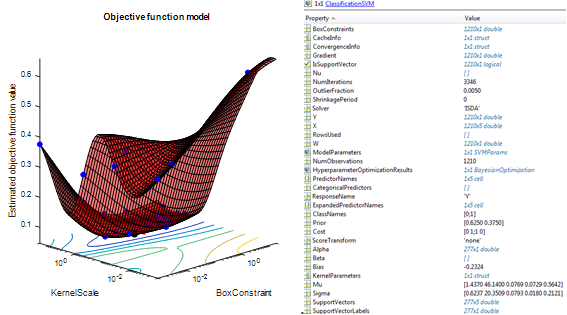 Objective function model
Estimated objective function value
0.6
0.5
0.4
0.3
0.2
0.1
10⁰
10⁻²
KernelScale
10⁻²
10⁰
BoxConstraint
1x1 ClassificationSVM
Property Value
BoxConstraints 1210x1 double
CacheInfo 1x1 struct
ConvergenceInfo 1x1 struct
Gradient 1210x1 double
IsSupportVector 1210x1 logical
Nu []
NumIterations 3346
OutlierFraction 0.0050
ShrinkagePeriod 0
Solver 'ISDA'
Y 1210x1 double
X 1210x5 double
RowsUsed []
W 1210x1 double
ModelParameters 1x1 SVMParams
NumObservations 1210
HyperparameterOptimizationResults 1x1 BayesianOptimization
PredictorNames 1x5 cell
CategoricalPredictors []
ResponseName 'Y'
ExpandedPredictorNames 1x5 cell
ClassNames [0;1]
Prior [0.6250 0.3750]
Cost [0 1;1 0]
ScoreTransform 'none'
Alpha 277x1 double
Beta []
Bias -0.2324
KernelParameters 1x1 struct
Mu [1.4370 46.1400 0.0769 0.0729 0.5642]
Sigma [0.6237 20.3509 0.0793 0.0180 0.2121]
SupportVectors 277x5 double
SupportVectorLabels 277x1 double